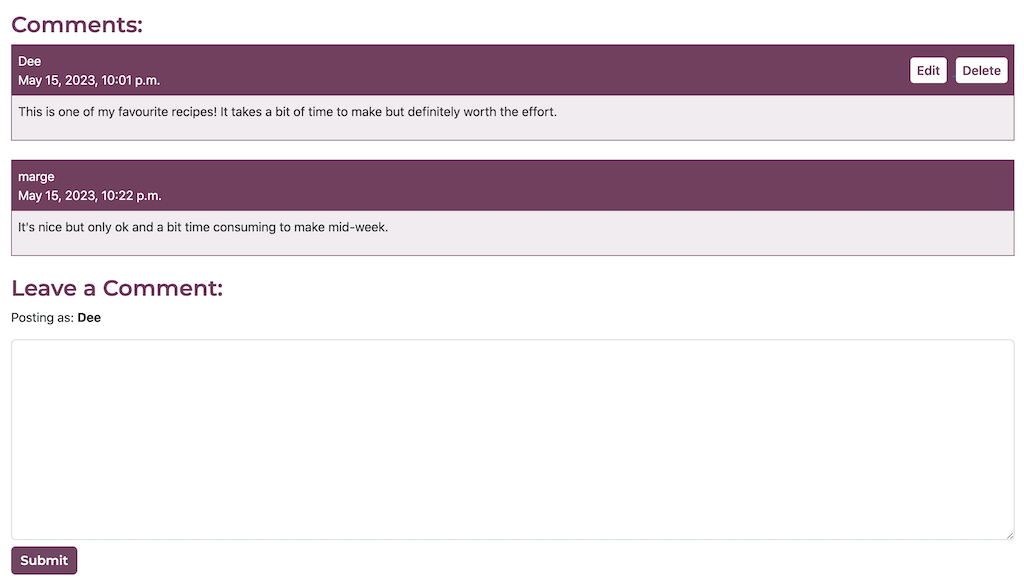 Comments:
Dee
May 15, 2023, 10:01 p.m.
Edit
Delete
This is one of my favourite recipes! It takes a bit of time to make but definitely worth the effort.
marge
May 15, 2023, 10:22 p.m.
It's nice but only ok and a bit time consuming to make mid-week.
Leave a Comment:
Posting as: Dee
Submit